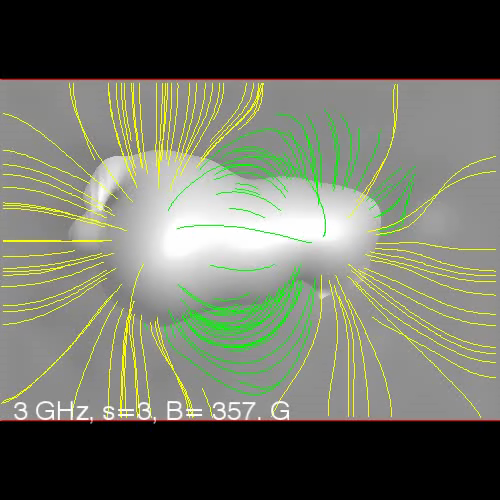 3 GHz, s=3, B= 357. G